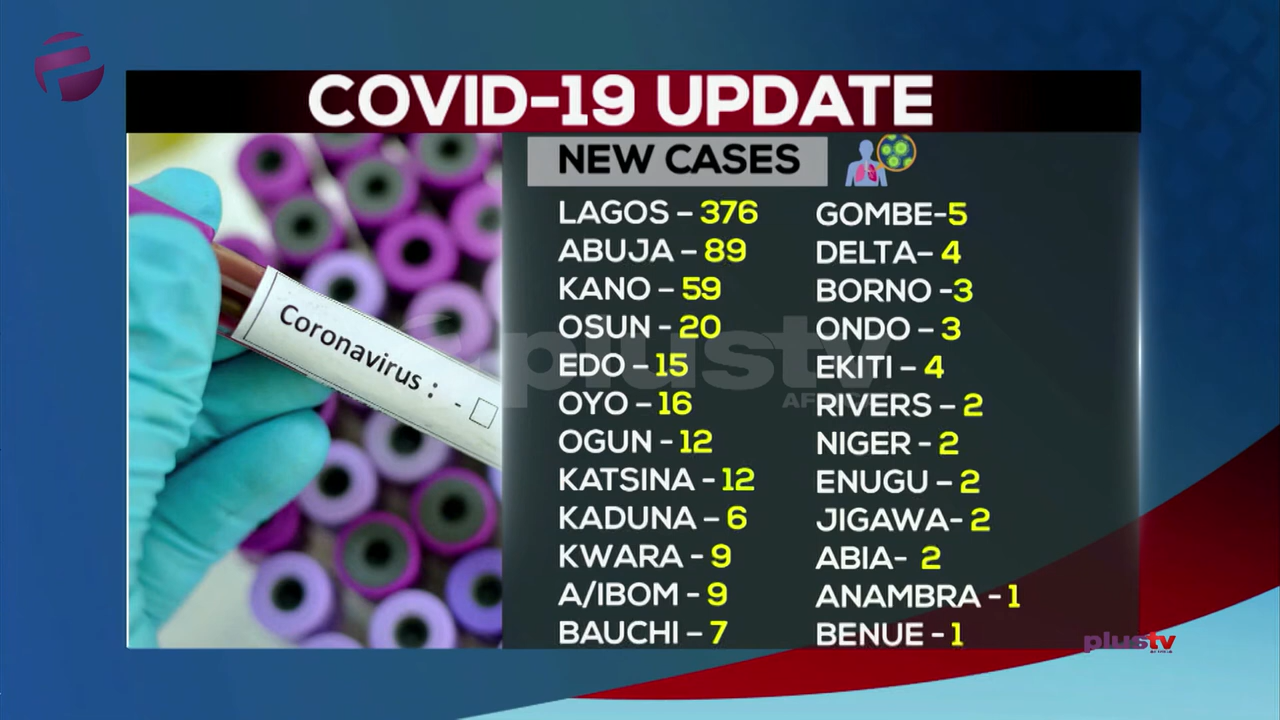 COVID-19 UPDATE
NEW CASES
LAGOS – 376
ABUJA – 89
KANO – 59
OSUN - 20
EDO – 15
OYO – 16
OGUN - 12
KATSINA - 12
KADUNA – 6
KWARA - 9
A/IBOM - 9
BAUCHI – 7
GOMBE-5
DELTA– 4
BORNO -3
ONDO – 3
EKITI – 4
RIVERS – 2
NIGER - 2
ENUGU – 2
JIGAWA- 2
ABIA- 2
ANAMBRA - 1
BENUE - 1
Coronavirus :
-
plustv
plustv